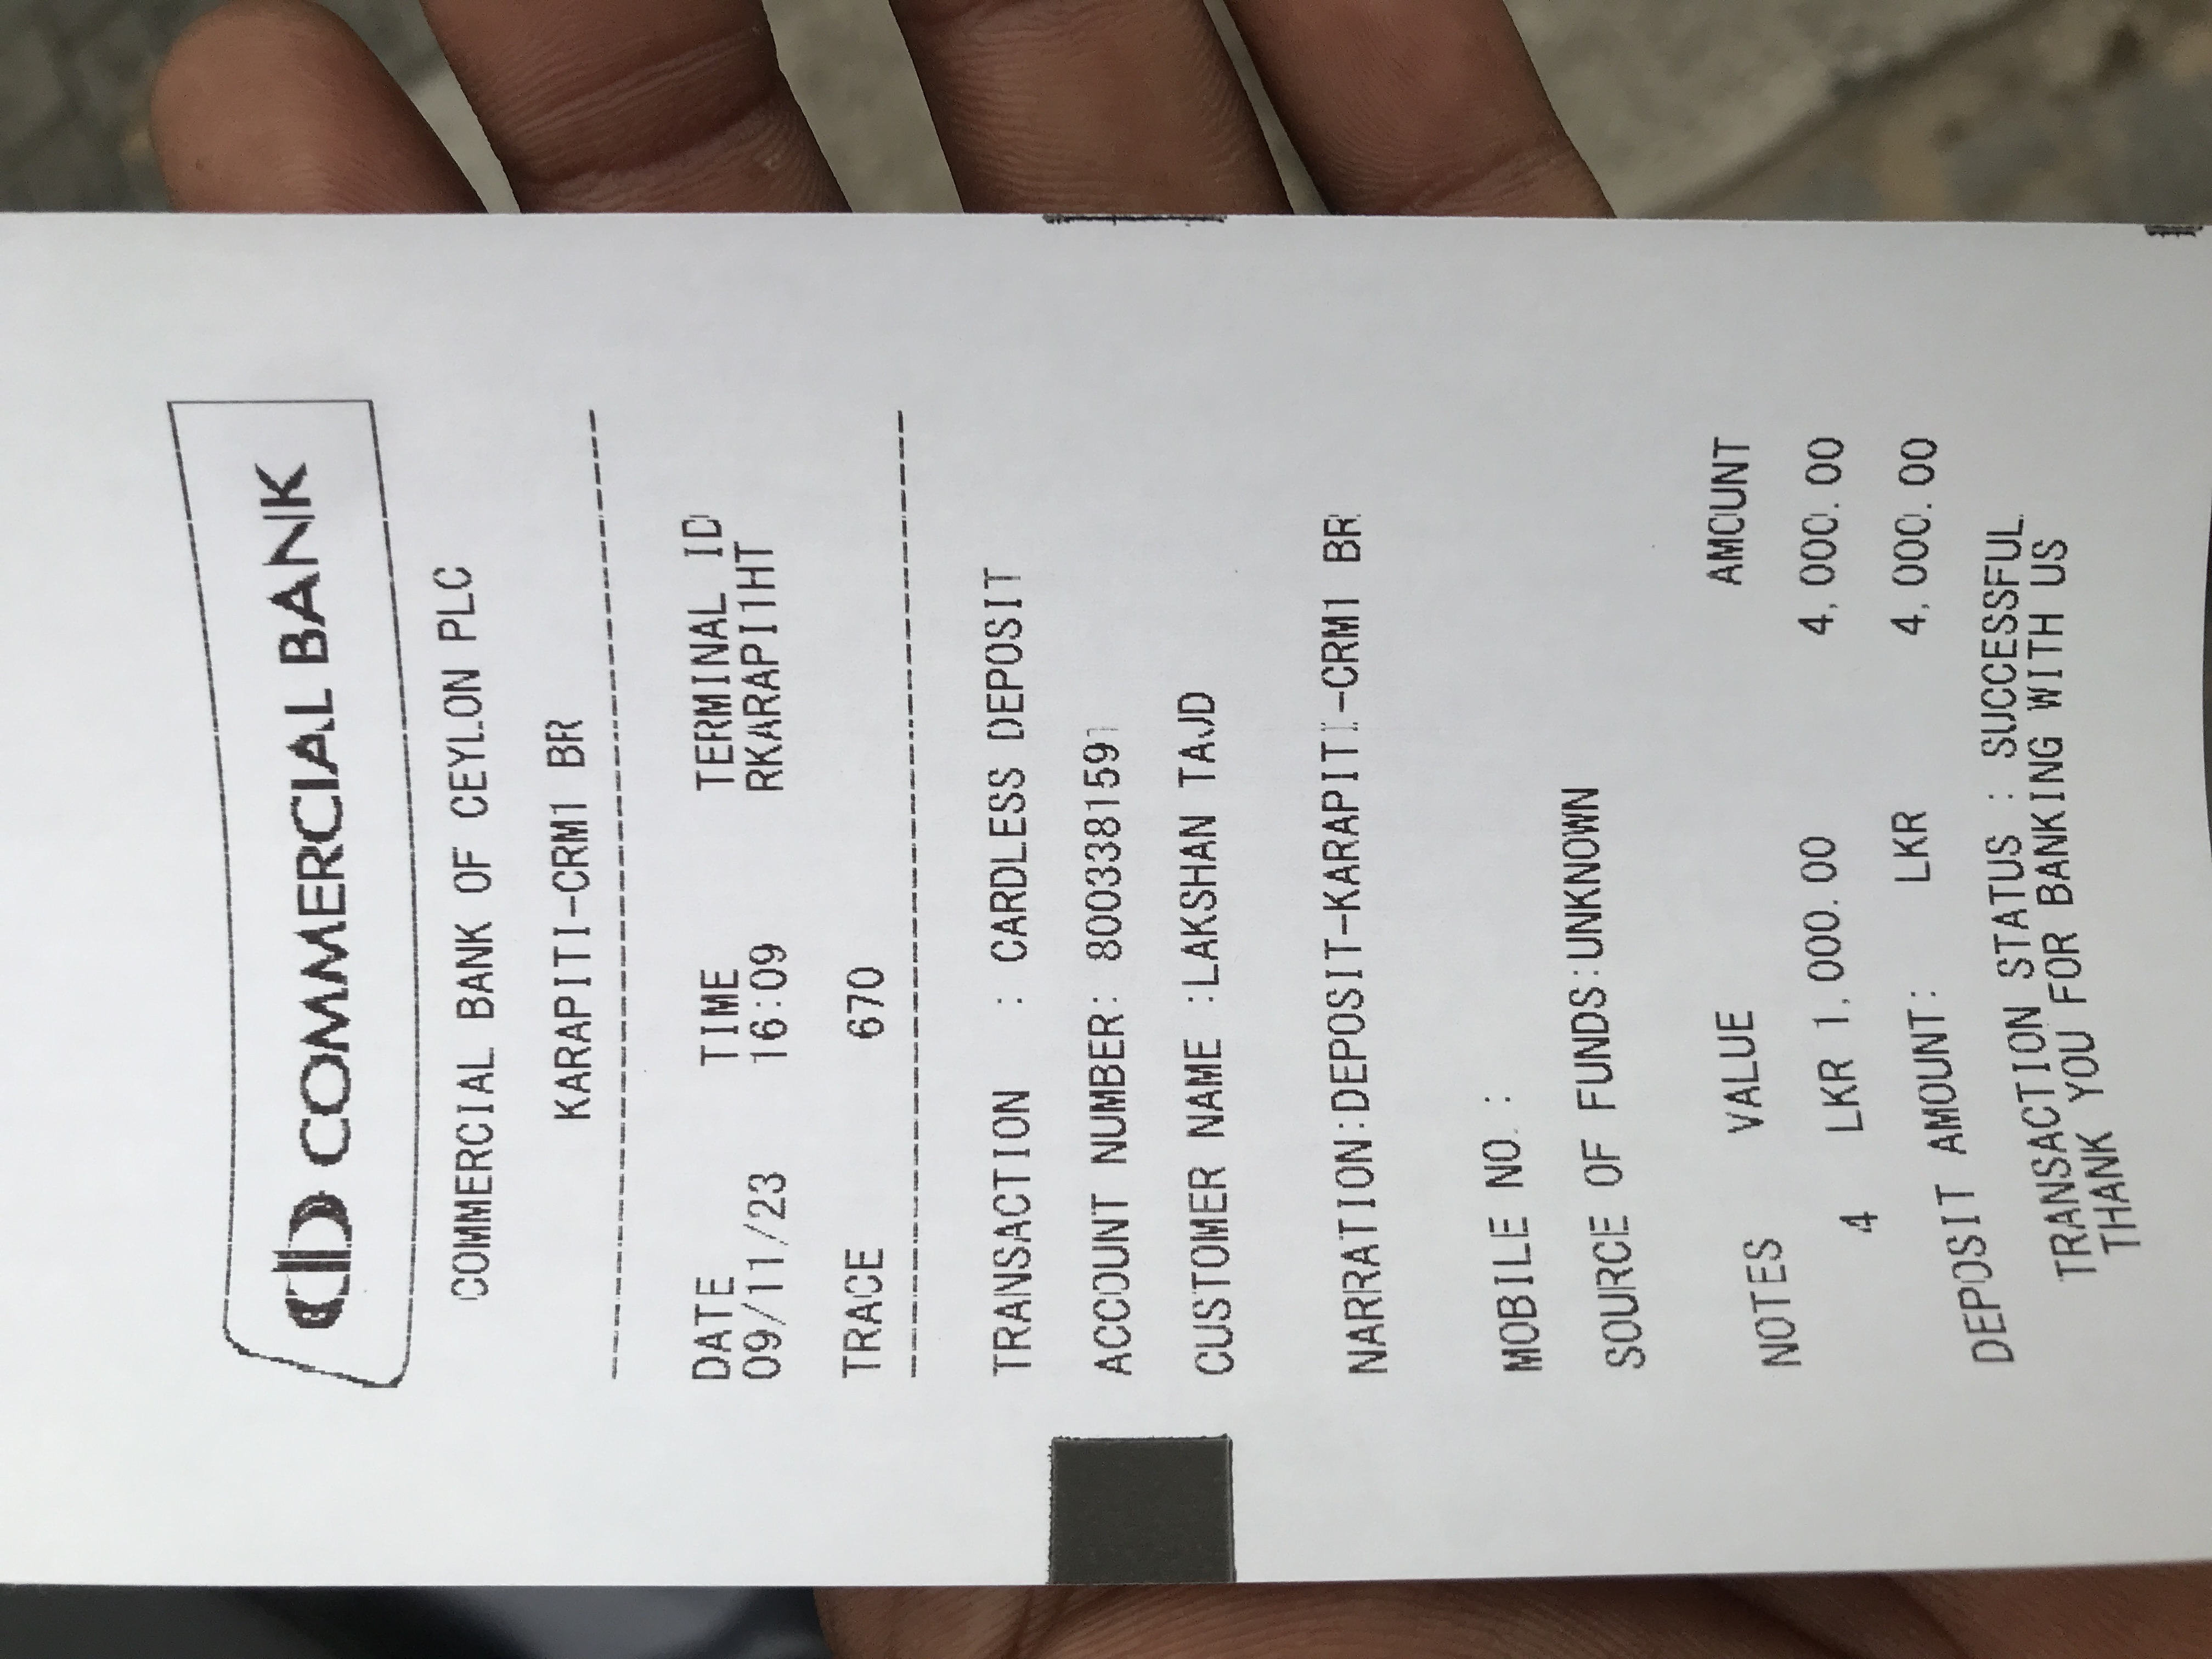 COMMERCIAL BANK
COMMERCIAL BANK OF CEYLON PLC
KARAPITI-CRM1 BR
DATE TIME TERMINAL ID
09/11/23 16:09 RKARAPI1HT
TRACE 670
TRANSACTION : CARDLESS DEPOSIT
ACCOUNT NUMBER: 8003381591
CUSTOMER NAME :LAKSHAN TAJD
NARRATION:DEPOSIT-KARAPITI-CRM1 BR
MOBILE NO.:
SOURCE OF FUNDS:UNKNOWN
NOTES VALUE AMOUNT
4 LKR 1,000.00 4,000.00
DEPOSIT AMOUNT: LKR 4,000.00
TRANSACTION STATUS : SUCCESSFUL
THANK YOU FOR BANKING WITH US